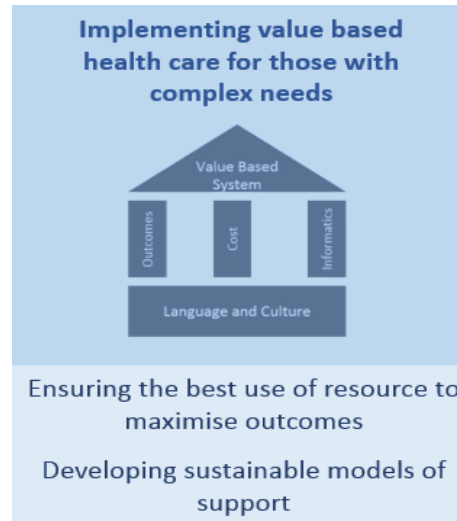 Implementing value based
health care for those with
complex needs
Value Based
System
Outcomes
Cost
Informatics
Language and Culture
Ensuring the best use of resource to
maximise outcomes
Developing sustainable models of
support